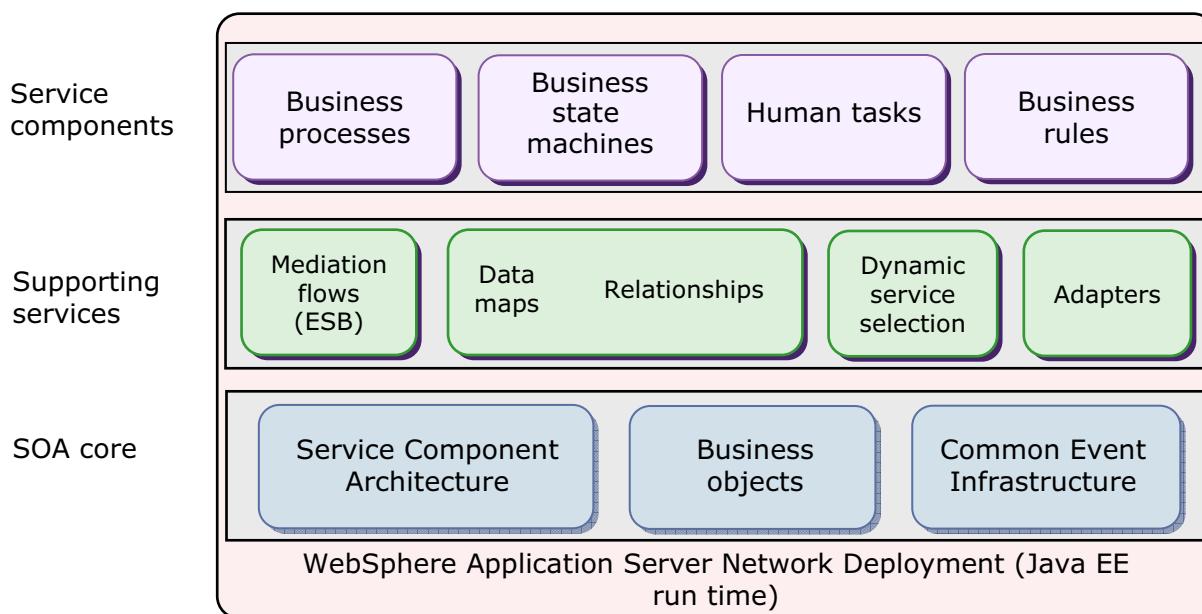 Service
components
Business
processes
Business
state
machines
Human tasks
Business
rules
Supporting
services
Mediation
flows
(ESB)
Data
maps
Relationships
Dynamic
service
selection
Adapters
SOA core
Service Component
Architecture
Business
objects
Common Event
Infrastructure
WebSphere Application Server Network Deployment (Java EE
run time)